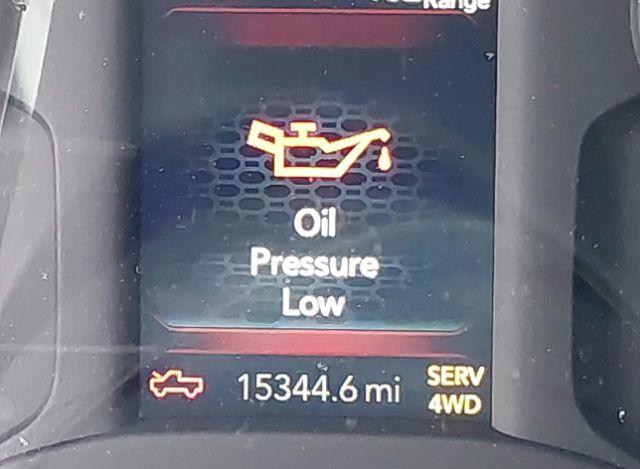 Range
Oil
Pressure
Low
15344.6 mi
SERV
4WD